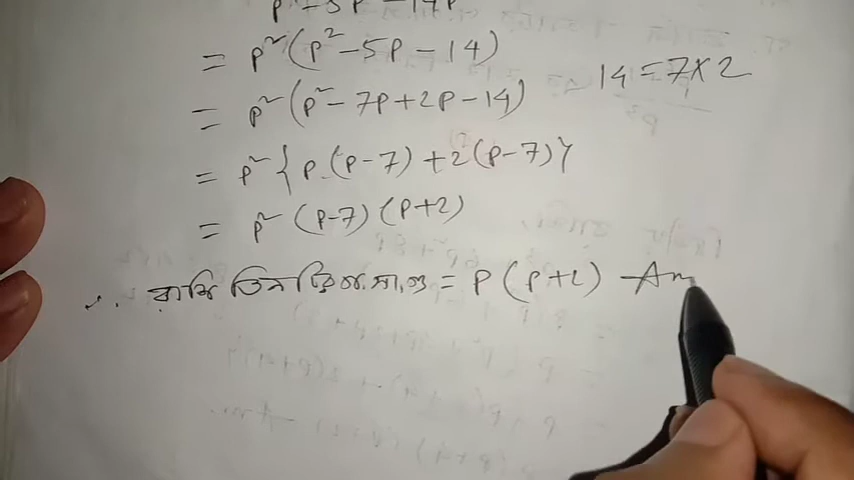 = p²(p²-5p-14)
14=7×2
= p²(p²-7p+2p-14)
= p²{p.(p-7)+2(p-7)}
= p²(p-7)(p+2)
∴ রাশি তিনটির গ.সা.গু = p(p+2) An